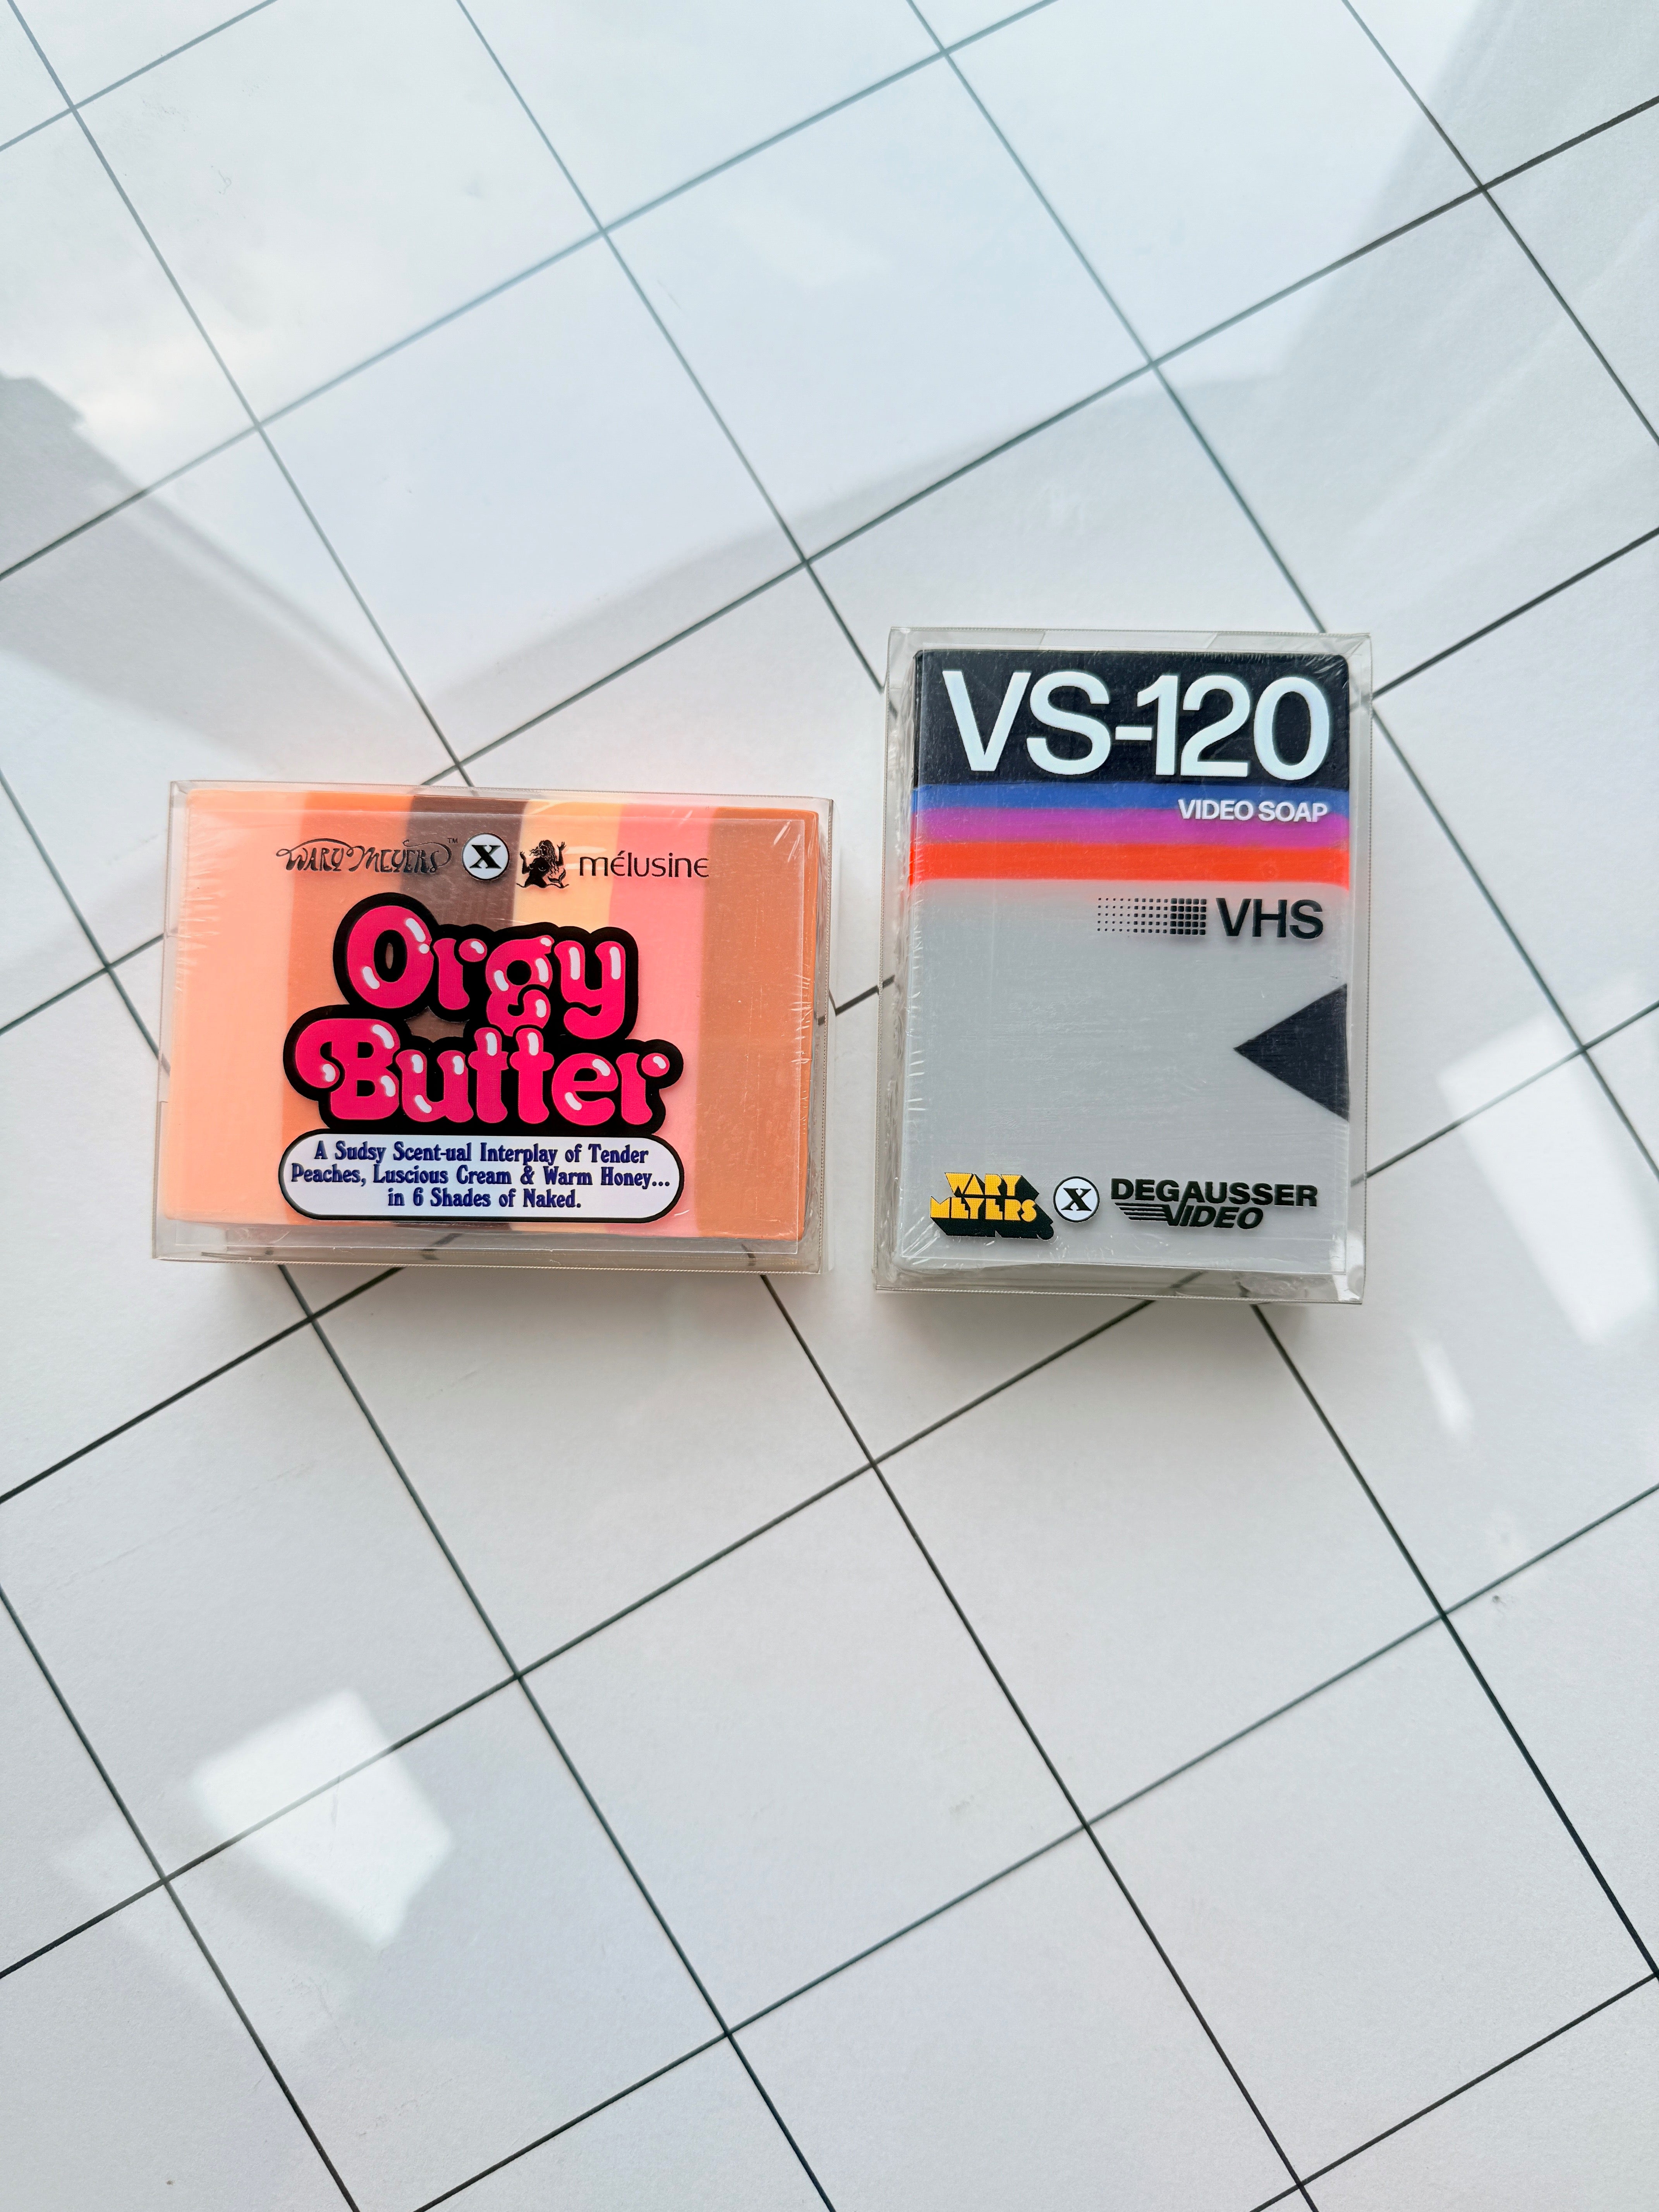 WARY MEYERS™ X mélusine
Orgy
Butter
A Sudsy Scent-ual Interplay of Tender
Peaches, Luscious Cream & Warm Honey...
in 6 Shades of Naked.
VS-120
VIDEO SOAP
VHS
WARY
MEYERS
X
DEGAUSSER
VIDEO